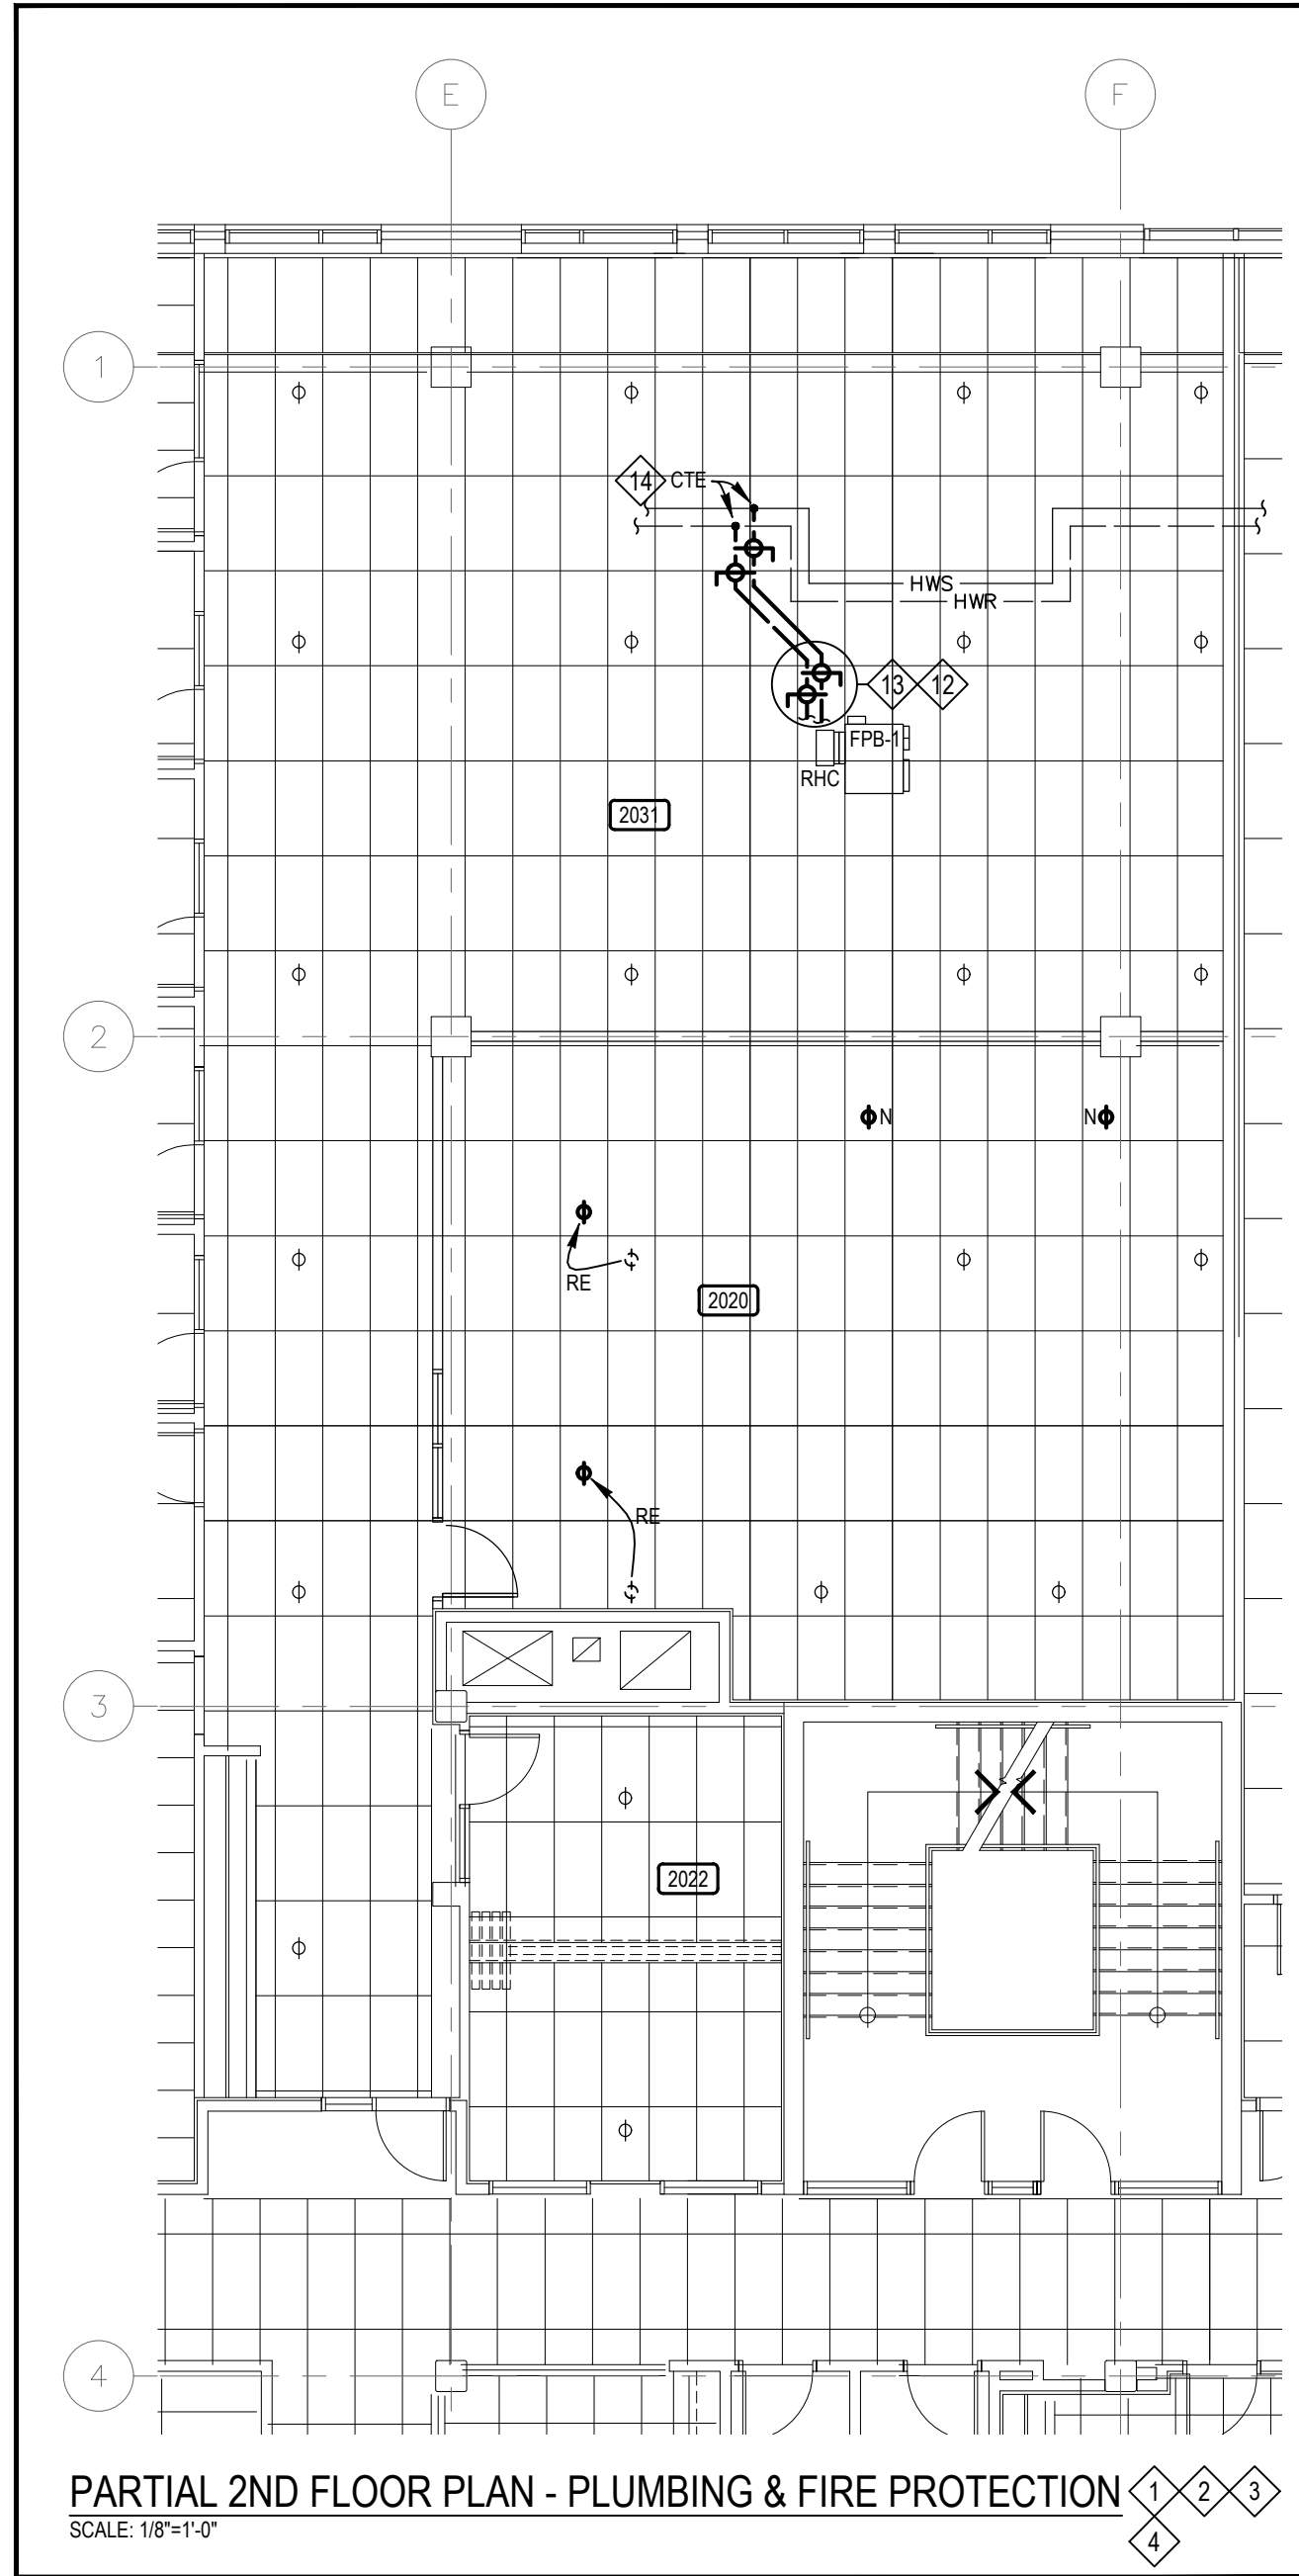 E
F
1
14
CTE
HWS
HWR
13
12
FPB-1
RHC
2031
2
N
N
RE
2020
RE
3
2022
4
PARTIAL 2ND FLOOR PLAN - PLUMBING & FIRE PROTECTION
1
2
3
SCALE: 1/8"=1'-0"
4